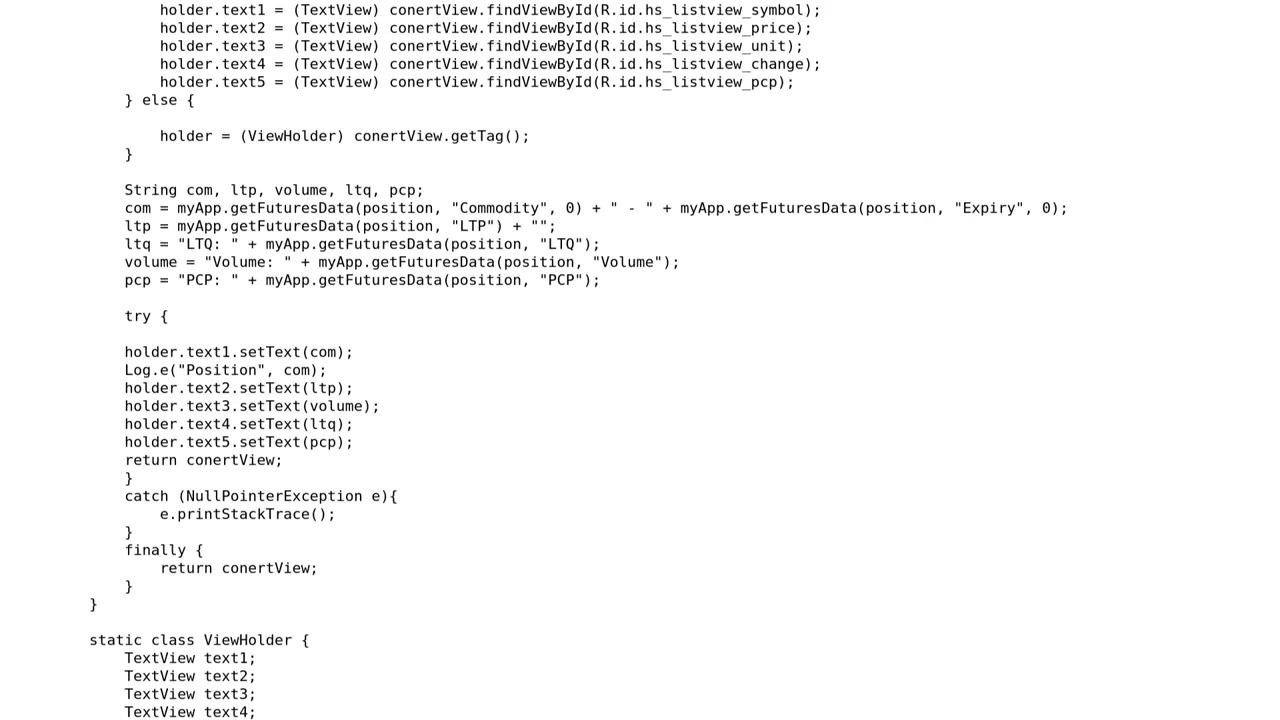 holder.text1 = (TextView) conertView.findViewById(R.id.hs_listview_symbol);
holder.text2 = (TextView) conertView.findViewById(R.id.hs_listview_price);
holder.text3 = (TextView) conertView.findViewById(R.id.hs_listview_unit);
holder.text4 = (TextView) conertView.findViewById(R.id.hs_listview_change);
holder.text5 = (TextView) conertView.findViewById(R.id.hs_listview_pcp);
} else {
holder = (ViewHolder) conertView.getTag();
}
String com, ltp, volume, ltq, pcp;
com = myApp.getFuturesData(position, "Commodity", 0) + " - " + myApp.getFuturesData(position, "Expiry", 0);
ltp = myApp.getFuturesData(position, "LTP") + "";
ltq = "LTQ: " + myApp.getFuturesData(position, "LTQ");
volume = "Volume: " + myApp.getFuturesData(position, "Volume");
pcp = "PCP: " + myApp.getFuturesData(position, "PCP");
try {
holder.text1.setText(com);
Log.e("Position", com);
holder.text2.setText(ltp);
holder.text3.setText(volume);
holder.text4.setText(ltq);
holder.text5.setText(pcp);
return conertView;
}
catch (NullPointerException e){
e.printStackTrace();
}
finally {
return conertView;
}
}
static class ViewHolder {
TextView text1;
TextView text2;
TextView text3;
TextView text4;